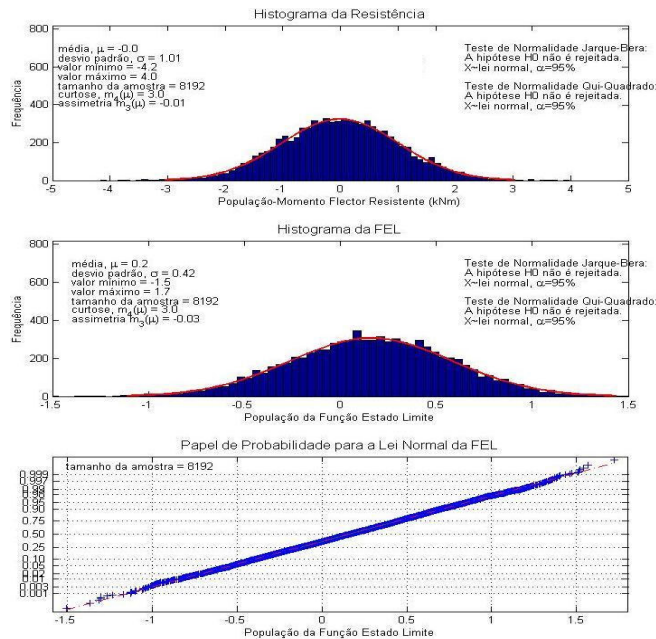 Histograma da Resistência
800
600
400
200
0
Frequência
média, μ = -0.0
desvio padrão, σ = 1.01
valor mínimo = -4.2
valor máximo = 4.0
tamanho da amostra = 8192
curtose, m4(μ) = 3.0
assimetria m3(μ) = -0.01
Teste de Normalidade Jarque-Bera:
A hipótese H0 não é rejeitada.
X~lei normal, α=95%
Teste de Normalidade Qui-Quadrado:
A hipótese H0 não é rejeitada.
X~lei normal, α=95%
-5 -4 -3 -2 -1 0 1 2 3 4 5
População-Momento Flector Resistente (kNm)
Histograma da FEL
800
600
400
200
0
Frequência
média, μ = 0.2
desvio padrão, σ = 0.42
valor mínimo = -1.5
valor máximo = 1.7
tamanho da amostra = 8192
curtose, m4(μ) = 3.0
assimetria m3(μ) = -0.03
Teste de Normalidade Jarque-Bera:
A hipótese H0 não é rejeitada.
X~lei normal, α=95%
Teste de Normalidade Qui-Quadrado:
A hipótese H0 não é rejeitada.
X~lei normal, α=95%
-1.5 -1 -0.5 0 0.5 1 1.5
População da Função Estado Limite
Papel de Probabilidade para a Lei Normal da FEL
tamanho da amostra = 8192
0.999
0.997
0.99
0.98
0.95
0.90
0.75
0.50
0.25
0.10
0.05
0.02
0.01
0.003
0.001
-1.5 -1 -0.5 0 0.5 1 1.5
População da Função Estado Limite